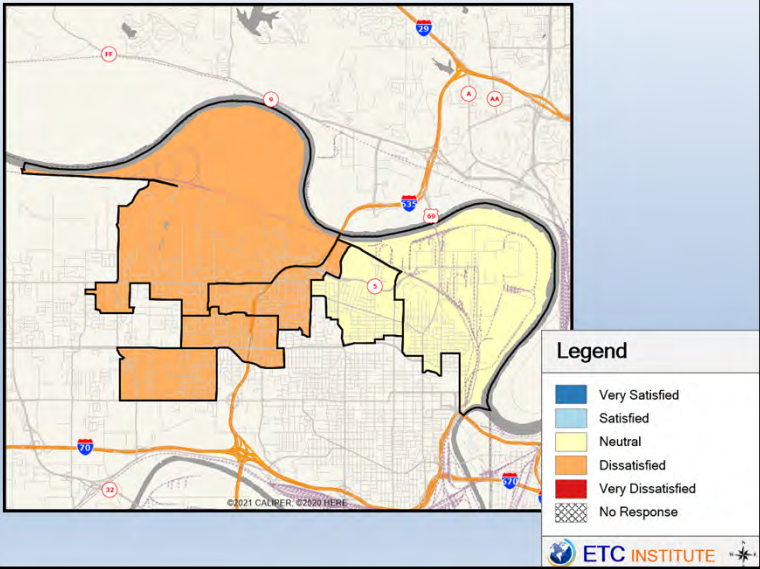 29
FF
9
A
AA
635
69
5
Legend
Very Satisfied
Satisfied
Neutral
Dissatisfied
Very Dissatisfied
No Response
70
670
32
©2021 CALIPER; ©2020 HERE
ETC INSTITUTE